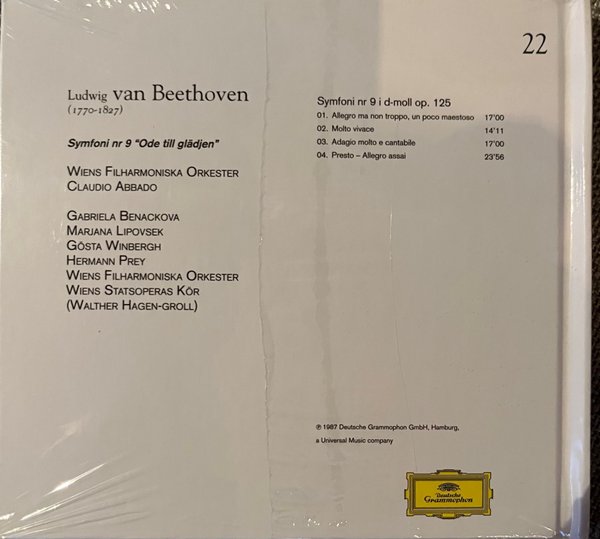 22
Ludwig van Beethoven
(1770-1827)
Symfoni nr 9 "Ode till glädjen"
Wiens Filharmoniska Orkester
Claudio Abbado
Gabriela Benackova
Marjana Lipovsek
Gösta Winbergh
Hermann Prey
Wiens Filharmoniska Orkester
Wiens Statsoperas Kör
(Walther Hagen-Groll)
Symfoni nr 9 i d-moll op. 125
01. Allegro ma non troppo, un poco maestoso 17'00
02. Molto vivace 14'11
03. Adagio molto e cantabile 17'00
04. Presto – Allegro assai 23'56
℗ 1987 Deutsche Grammophon GmbH, Hamburg,
a Universal Music company
Deutsche
Grammophon